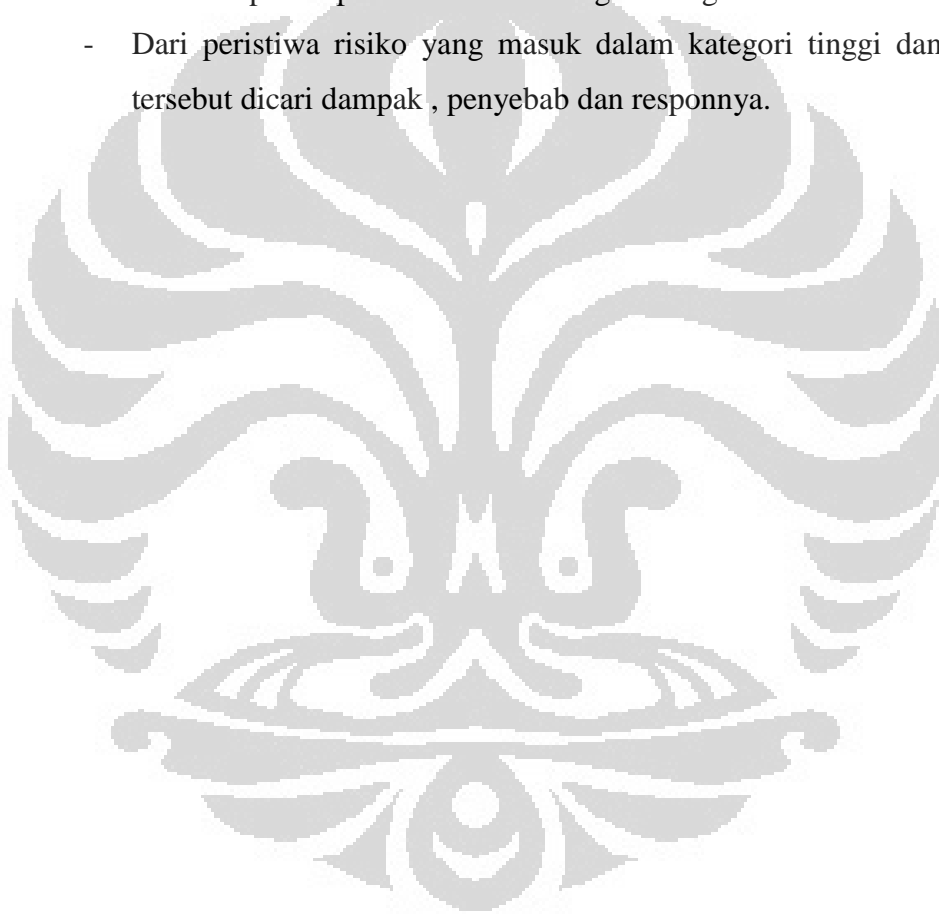 - Dari peristiwa risiko yang masuk dalam kategori tinggi dan
tersebut dicari dampak , penyebab dan responnya.